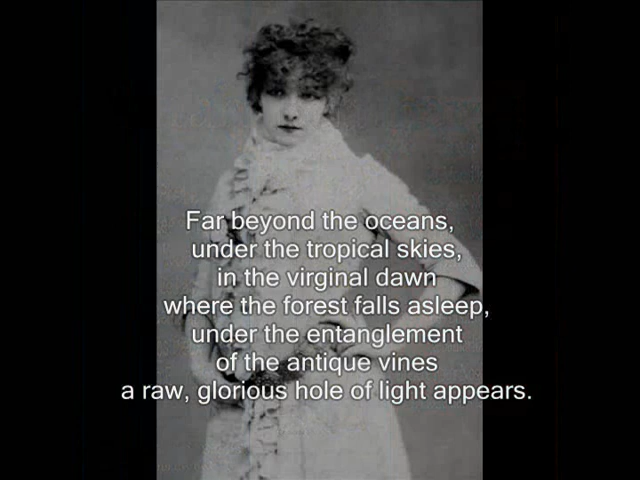 Far beyond the oceans,
under the tropical skies,
in the virginal dawn
where the forest falls asleep,
under the entanglement
of the antique vines
a raw, glorious hole of light appears.